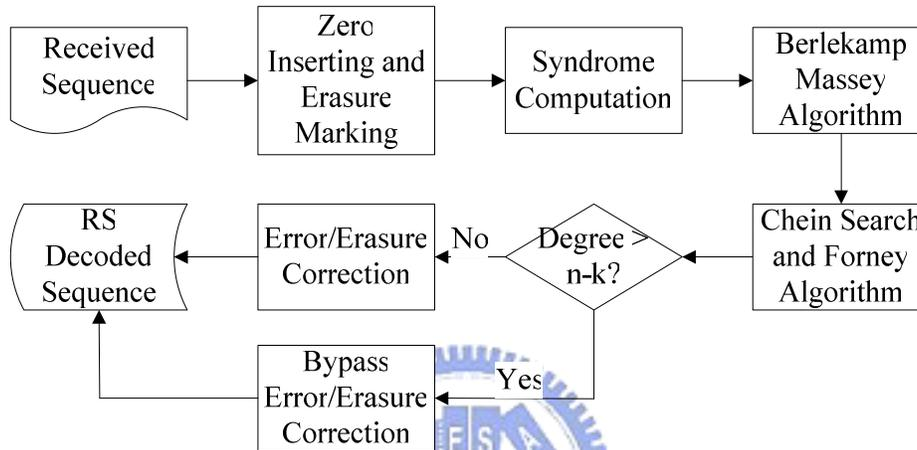 Received
Sequence
Zero
Inserting and
Erasure
Marking
Syndrome
Computation
Berlekamp
Massey
Algorithm
RS
Decoded
Sequence
Error/Erasure
Correction
No
Degree >
n-k?
Chein Search
and Forney
Algorithm
Bypass
Error/Erasure
Correction
Yes
ESA